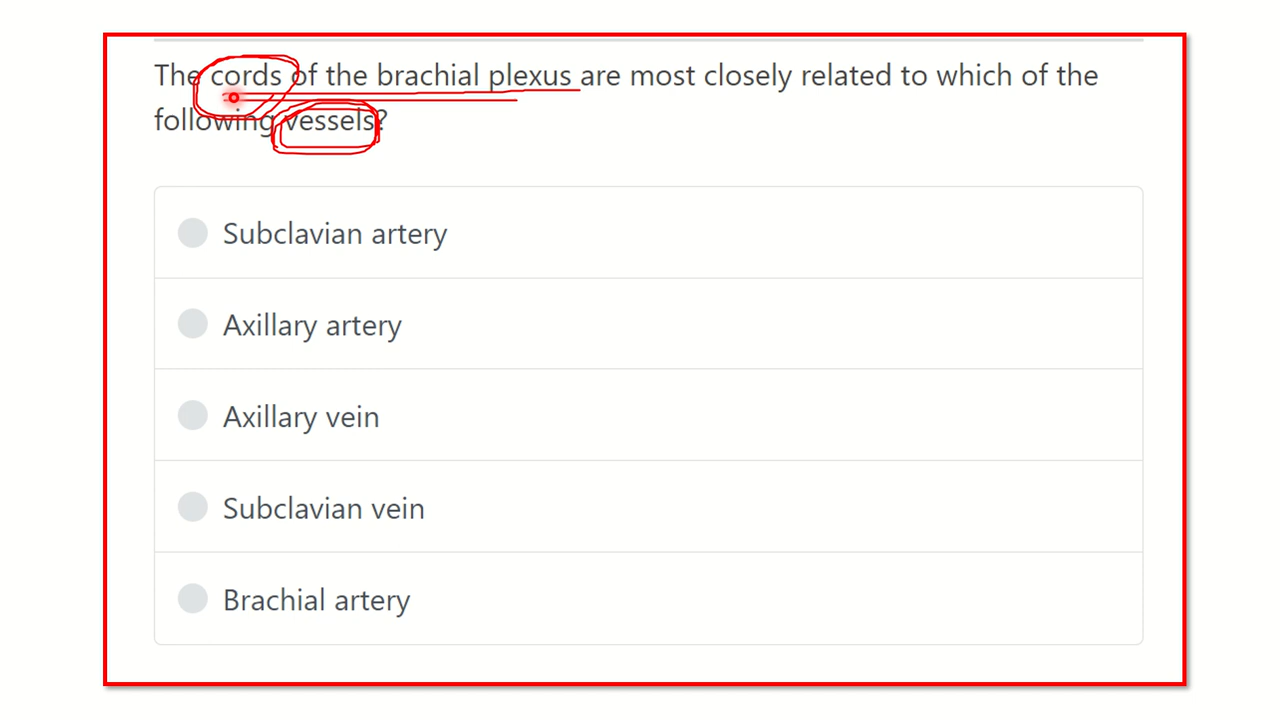 The cords of the brachial plexus are most closely related to which of the
following vessels?
Subclavian artery
Axillary artery
Axillary vein
Subclavian vein
Brachial artery